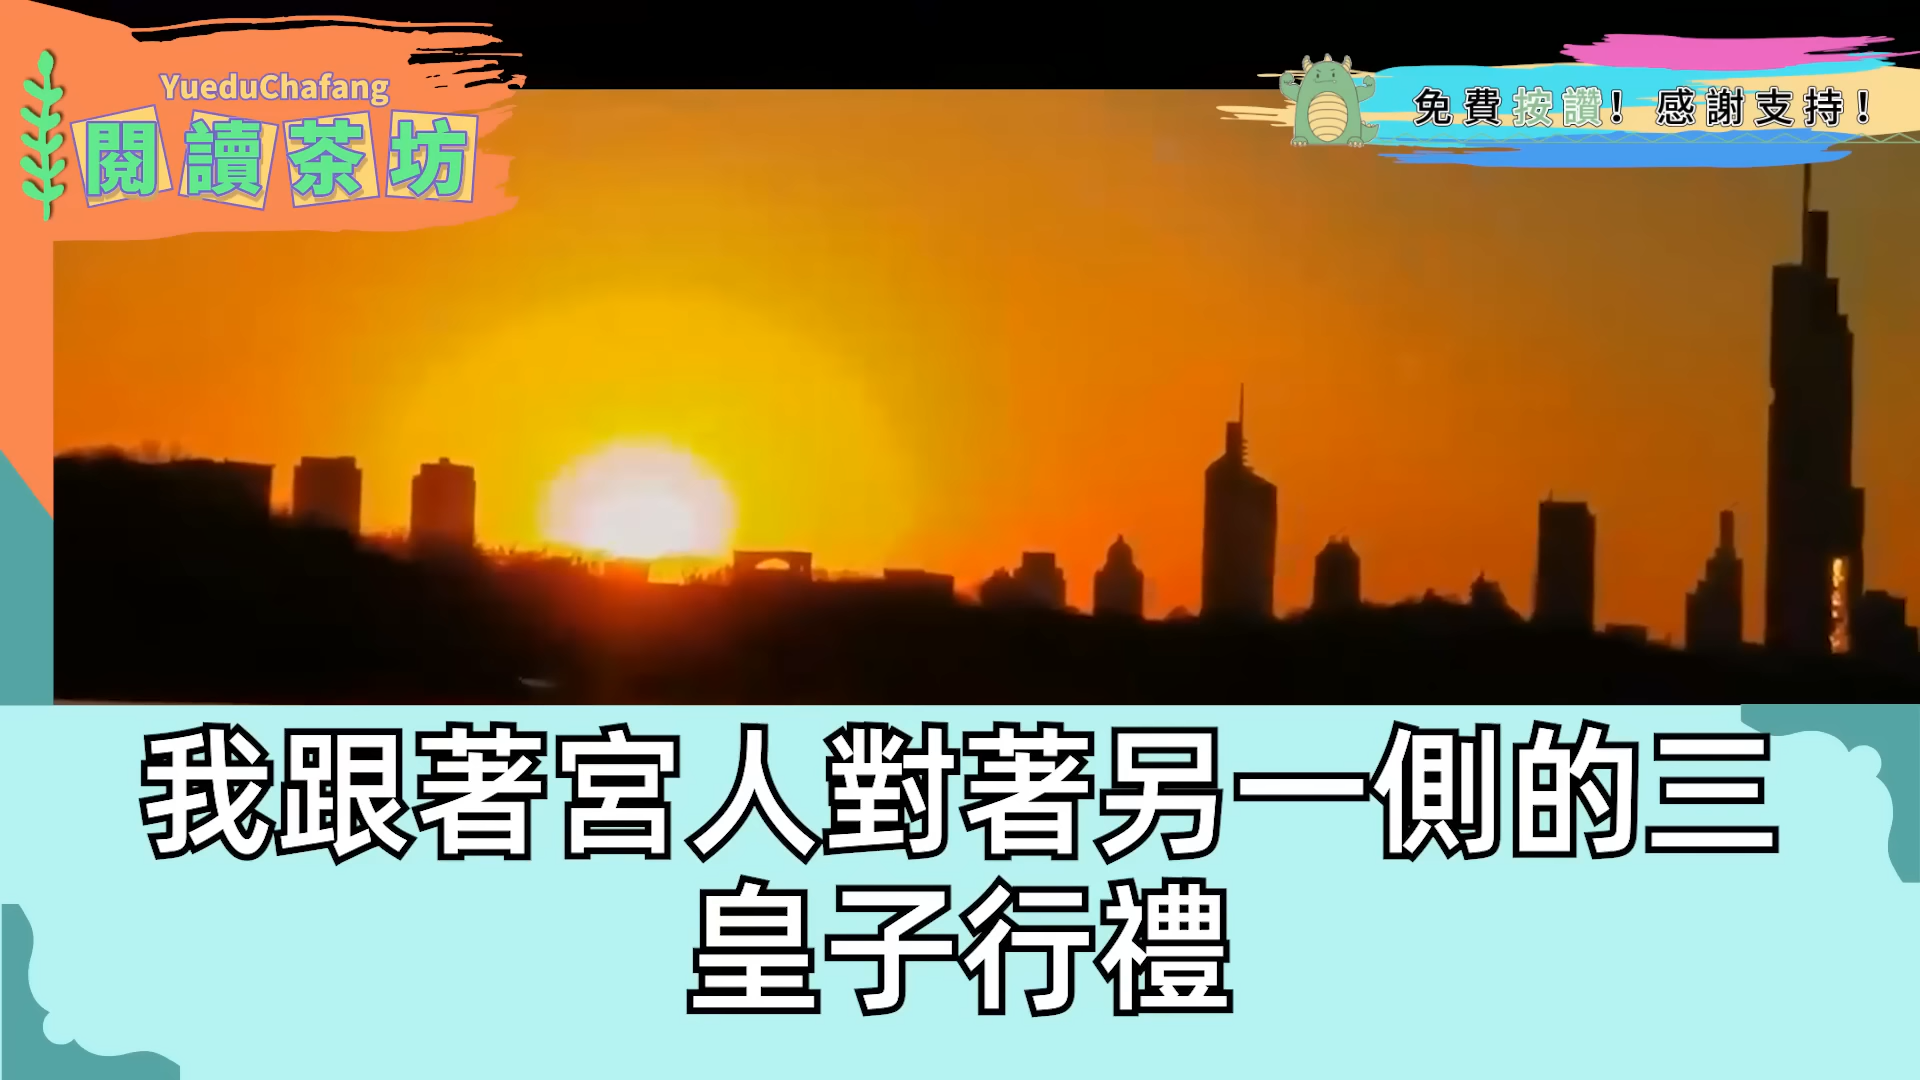 YueduChafang
閱讀茶坊
免費按讚！感謝支持！
我跟著宮人對著另一側的三
皇子行禮